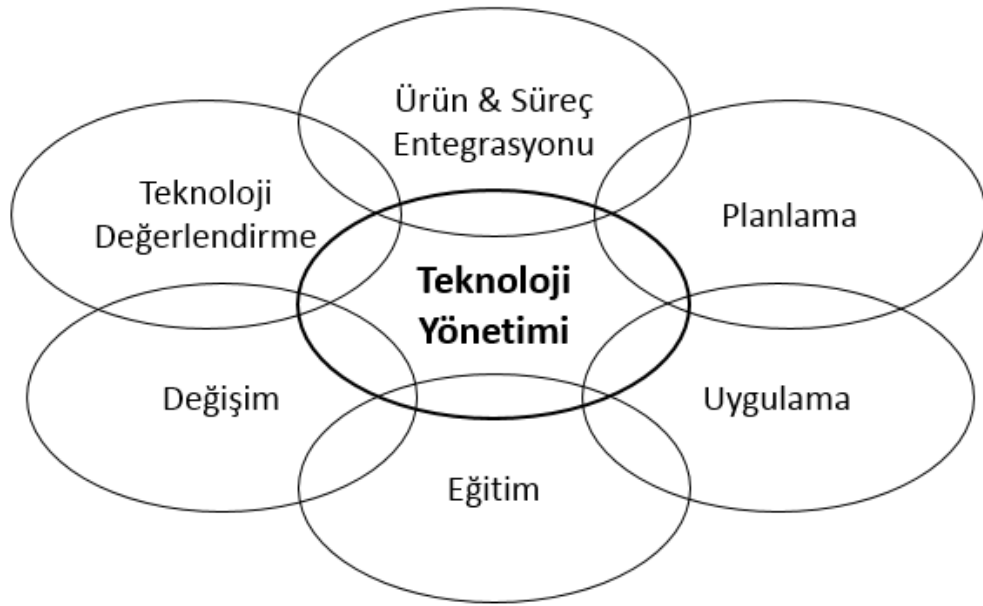 Ürün & Süreç
Entegrasyonu
Teknoloji
Değerlendirme
Planlama
Teknoloji
Yönetimi
Değişim
Uygulama
Eğitim